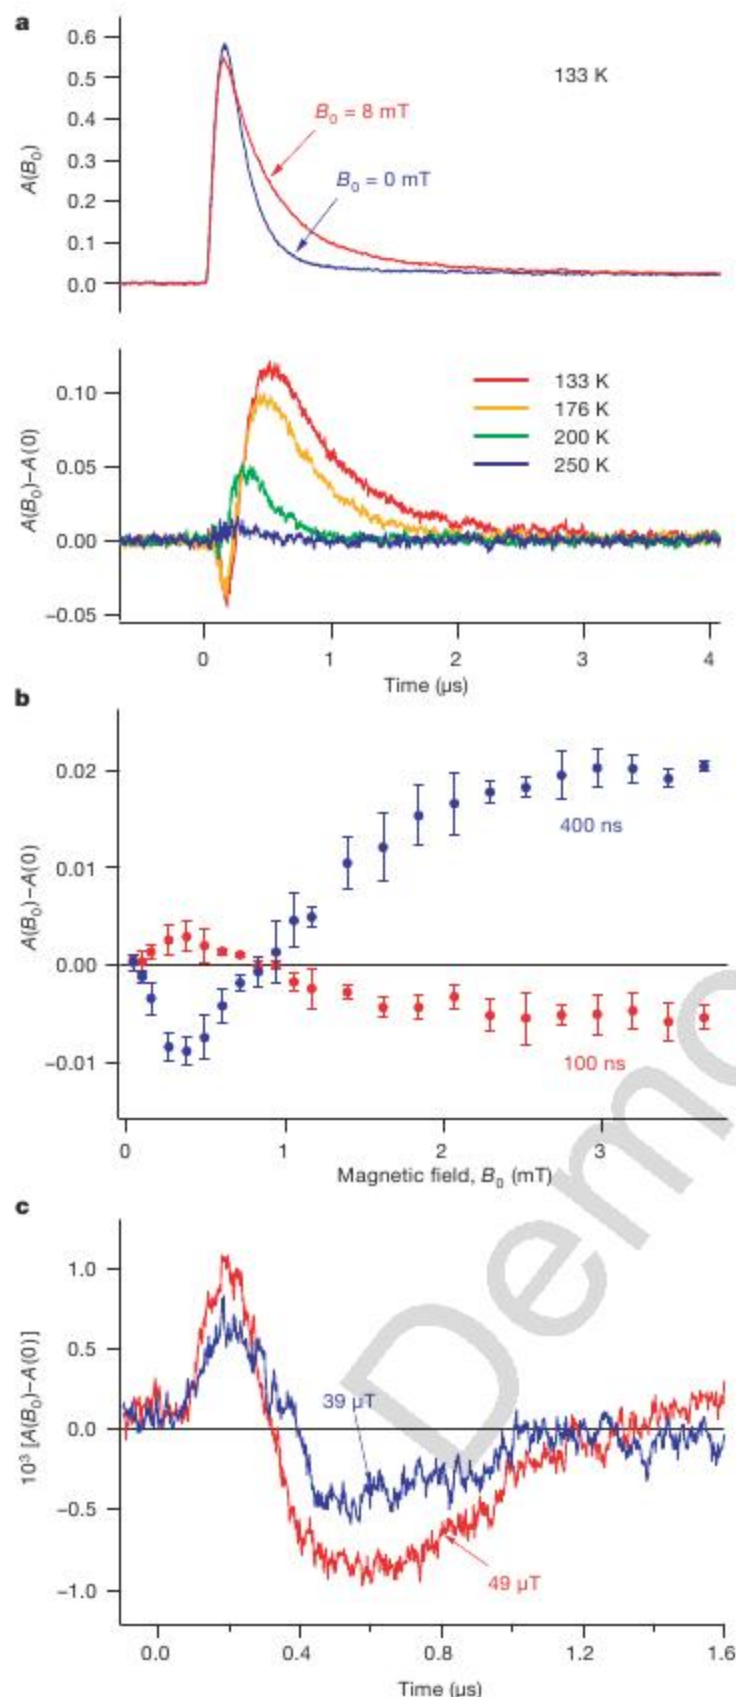 a
0.6
0.5
0.4
0.3
0.2
0.1
0.0
A(B₀)
133 K
B₀ = 8 mT
B₀ = 0 mT
0.10
0.05
0.00
−0.05
A(B₀)−A(0)
133 K
176 K
200 K
250 K
0 1 2 3 4
Time (µs)
b
0.02
0.01
0.00
−0.01
A(B₀)−A(0)
400 ns
100 ns
0 1 2 3
Magnetic field, B₀ (mT)
c
1.0
0.5
0.0
−0.5
−1.0
10³ [A(B₀)−A(0)]
39 µT
49 µT
0.0 0.4 0.8 1.2 1.6
Time (µs)
Demo